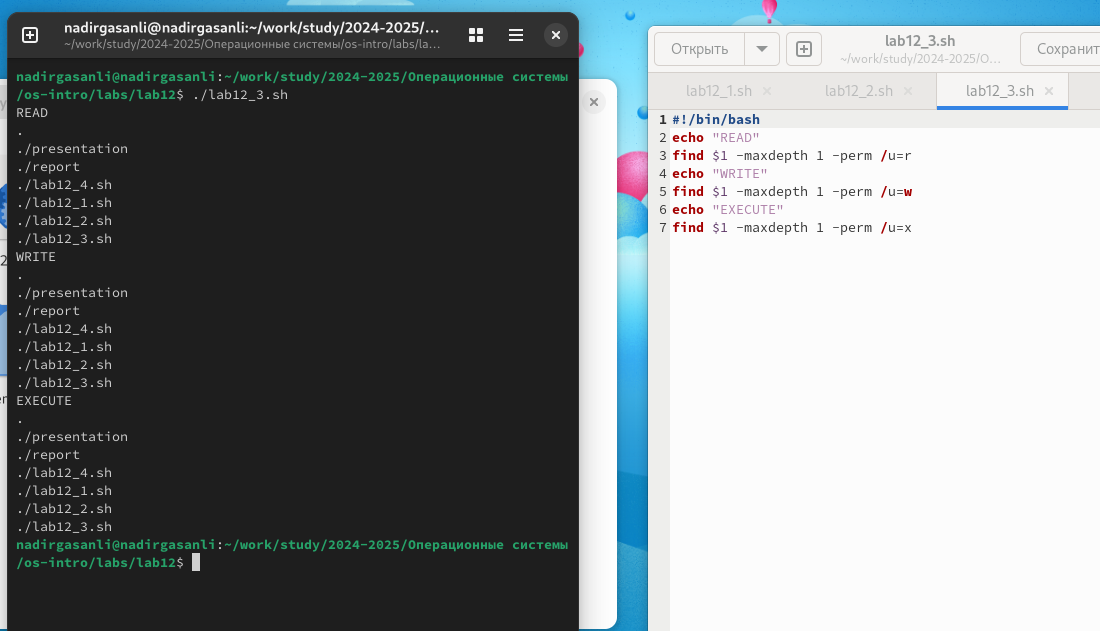 nadirgasanli@nadirgasanli:~/work/study/2024-2025/...
~/work/study/2024-2025/Операционные системы/os-intro/labs/la...
nadirgasanli@nadirgasanli:~/work/study/2024-2025/Операционные системы
/os-intro/labs/lab12$ ./lab12_3.sh
READ
.
./presentation
./report
./lab12_4.sh
./lab12_1.sh
./lab12_2.sh
./lab12_3.sh
WRITE
.
./presentation
./report
./lab12_4.sh
./lab12_1.sh
./lab12_2.sh
./lab12_3.sh
EXECUTE
.
./presentation
./report
./lab12_4.sh
./lab12_1.sh
./lab12_2.sh
./lab12_3.sh
nadirgasanli@nadirgasanli:~/work/study/2024-2025/Операционные системы
/os-intro/labs/lab12$
Открыть
lab12_3.sh
~/work/study/2024-2025/О...
Сохранит
lab12_1.sh
lab12_2.sh
lab12_3.sh
1 #!/bin/bash
2 echo "READ"
3 find $1 -maxdepth 1 -perm /u=r
4 echo "WRITE"
5 find $1 -maxdepth 1 -perm /u=w
6 echo "EXECUTE"
7 find $1 -maxdepth 1 -perm /u=x